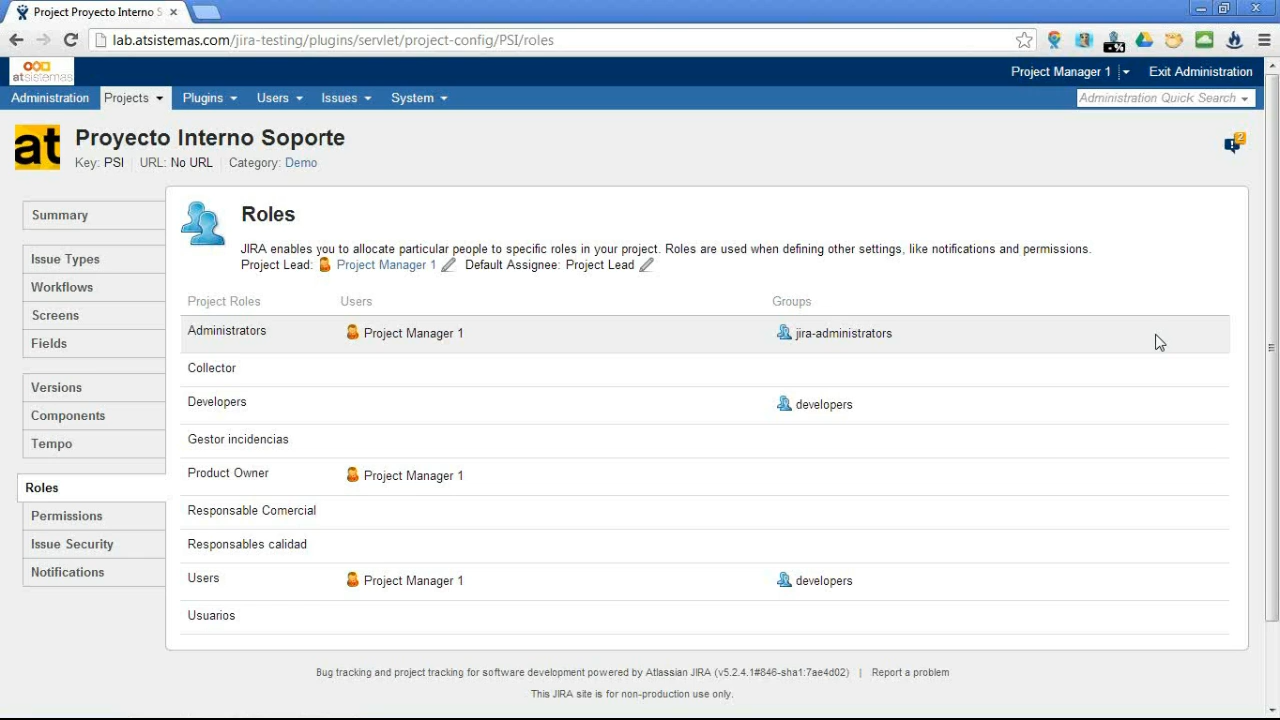 Project Proyecto Interno S
lab.atsistemas.com/jira-testing/plugins/servlet/project-config/PSI/roles
atsistemas
Project Manager 1 Exit Administration
Administration Projects Plugins Users Issues System Administration Quick Search
at
Proyecto Interno Soporte
Key: PSI URL: No URL Category: Demo
2
Summary
Issue Types
Workflows
Screens
Fields
Versions
Components
Tempo
Roles
Permissions
Issue Security
Notifications
Roles
JIRA enables you to allocate particular people to specific roles in your project. Roles are used when defining other settings, like notifications and permissions.
Project Lead: Project Manager 1 Default Assignee: Project Lead
Project Roles Users Groups
Administrators Project Manager 1 jira-administrators
Collector
Developers developers
Gestor incidencias
Product Owner Project Manager 1
Responsable Comercial
Responsables calidad
Users Project Manager 1 developers
Usuarios
Bug tracking and project tracking for software development powered by Atlassian JIRA (v5.2.4.1#846-sha1:7ae4d02) | Report a problem
This JIRA site is for non-production use only.